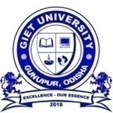 GIET UNIVERSITY
GUNUPUR, ODISHA
EXCELLENCE - OUR ESSENCE
2018